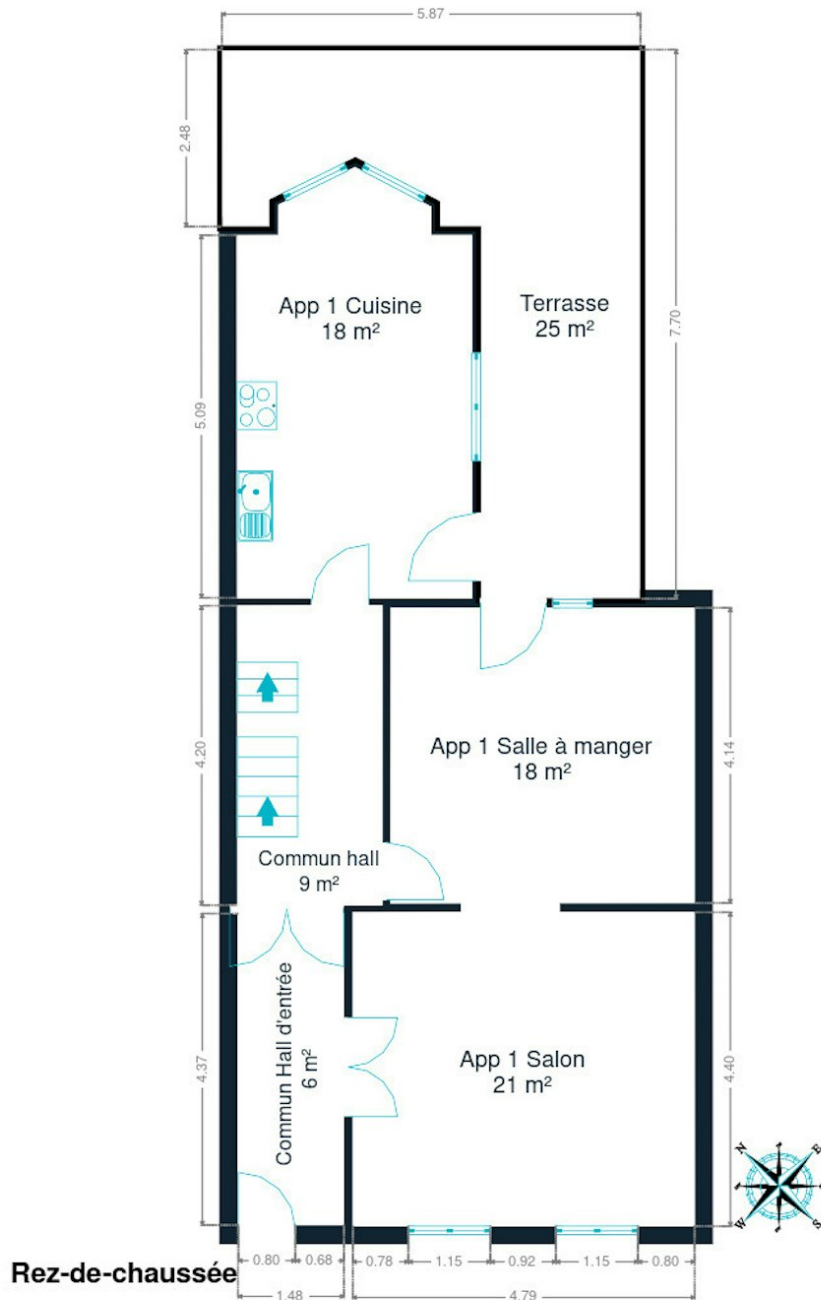 5.87
2.48
App 1 Cuisine
18 m²
Terrasse
25 m²
7.70
5.09
4.20
App 1 Salle à manger
18 m²
4.14
Commun hall
9 m²
Commun Hall d'entrée
6 m²
4.37
App 1 Salon
21 m²
4.40
N
E
W
S
Rez-de-chaussée
0.80
0.68
0.78
1.15
0.92
1.15
0.80
1.48
4.79